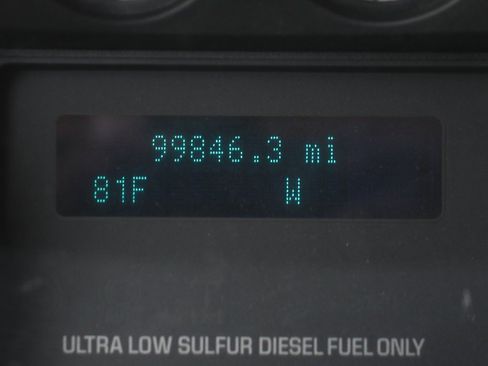 99846.3 mi
81F W
ULTRA LOW SULFUR DIESEL FUEL ONLY